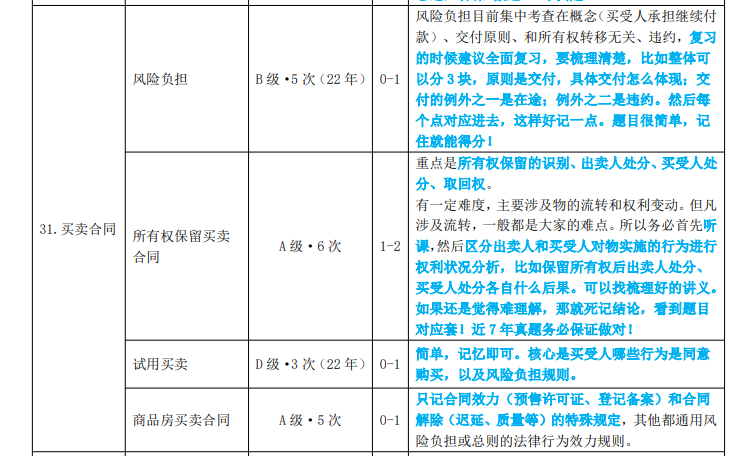 风险负担目前集中考查在概念（买受人承担继续付
款）、交付原则、和所有权转移无关、违约，复习
的时候建议全面复习，要梳理清楚，比如整体可
以分 3 块，原则是交付，具体交付怎么体现；交
付的例外之一是在途；例外之二是违约。然后每
个点对应进去，这样好记一点。题目很简单，记
住就能得分！
风险负担
B 级·5 次（22 年）
0-1
31.买卖合同
所有权保留买卖
合同
A 级·6 次
1-2
重点是所有权保留的识别、出卖人处分、买受人处
分、取回权。
有一定难度，主要涉及物的流转和权利变动。但凡
涉及流转，一般都是大家的难点。所以务必首先听
课，然后区分出卖人和买受人对物实施的行为进行
权利状况分析，比如保留所有权后出卖人处分、
买受人处分各自什么后果。可以找梳理好的讲义。
如果还是觉得难理解，那就死记结论，看到题目
对应套！近 7 年真题务必保证做对！
试用买卖
D 级·3 次（22 年）
0-1
简单，记忆即可。核心是买受人哪些行为是同意
购买，以及风险负担规则。
商品房买卖合同
A 级·5 次
0-1
只记合同效力（预售许可证、登记备案）和合同
解除（迟延、质量等）的特殊规定，其他都通用风
险负担或总则的法律行为效力规则。